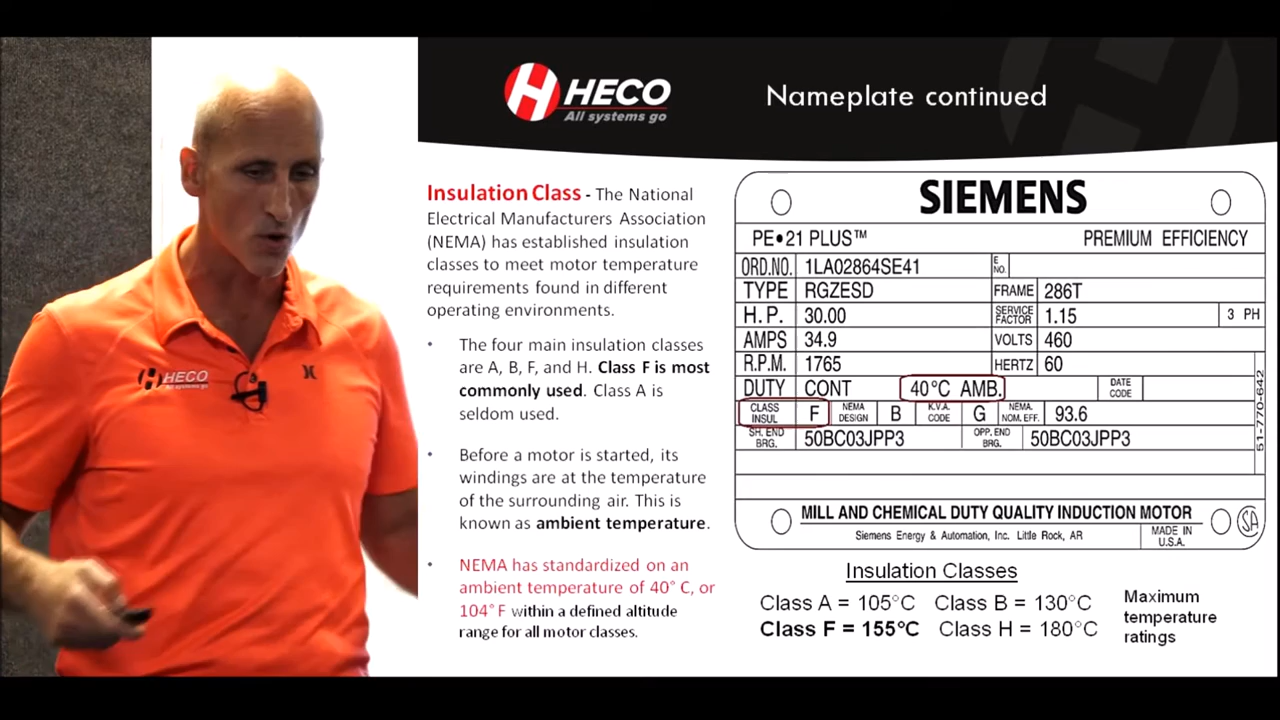 HECO
All systems go
Nameplate continued
HECO
All systems go
Insulation Class - The National
Electrical Manufacturers Association
(NEMA) has established insulation
classes to meet motor temperature
requirements found in different
operating environments.
• The four main insulation classes
are A, B, F, and H. Class F is most
commonly used. Class A is
seldom used.
• Before a motor is started, its
windings are at the temperature
of the surrounding air. This is
known as ambient temperature.
• NEMA has standardized on an
ambient temperature of 40° C, or
104° F within a defined altitude
range for all motor classes.
SIEMENS
PE•21 PLUS™ PREMIUM EFFICIENCY
ORD.NO. 1LA02864SE41 E NO.
TYPE RGZESD FRAME 286T
H.P. 30.00 SERVICE FACTOR 1.15 3 PH
AMPS 34.9 VOLTS 460
R.P.M. 1765 HERTZ 60
DUTY CONT 40°C AMB. DATE CODE
CLASS INSUL F NEMA DESIGN B K.V.A. CODE G NEMA. NOM. EFF. 93.6
SH. END BRG. 50BC03JPP3 OPP. END BRG. 50BC03JPP3
51-770-642
MILL AND CHEMICAL DUTY QUALITY INDUCTION MOTOR
Siemens Energy & Automation, Inc. Little Rock, AR MADE IN U.S.A.
SA
Insulation Classes
Class A = 105°C Class B = 130°C
Class F = 155°C Class H = 180°C
Maximum
temperature
ratings